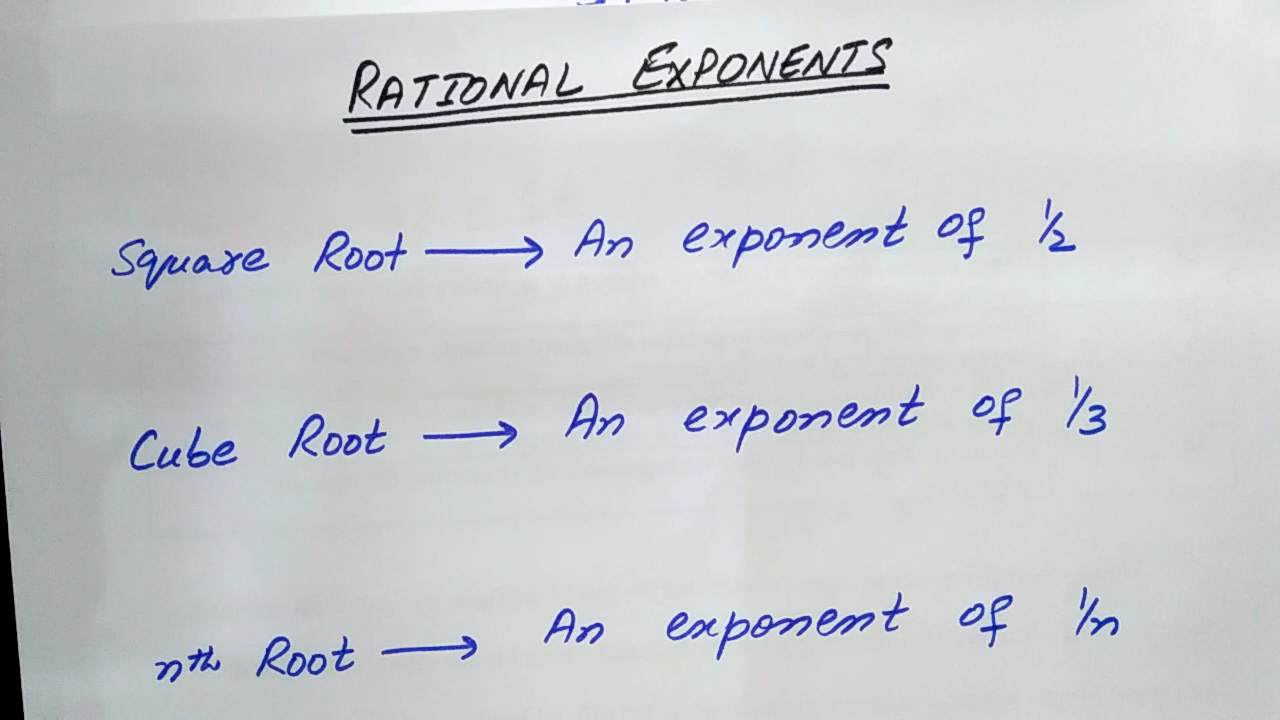 RATIONAL EXPONENTS
Square Root → An exponent of 1/2
Cube Root → An exponent of 1/3
nth Root → An exponent of 1/n